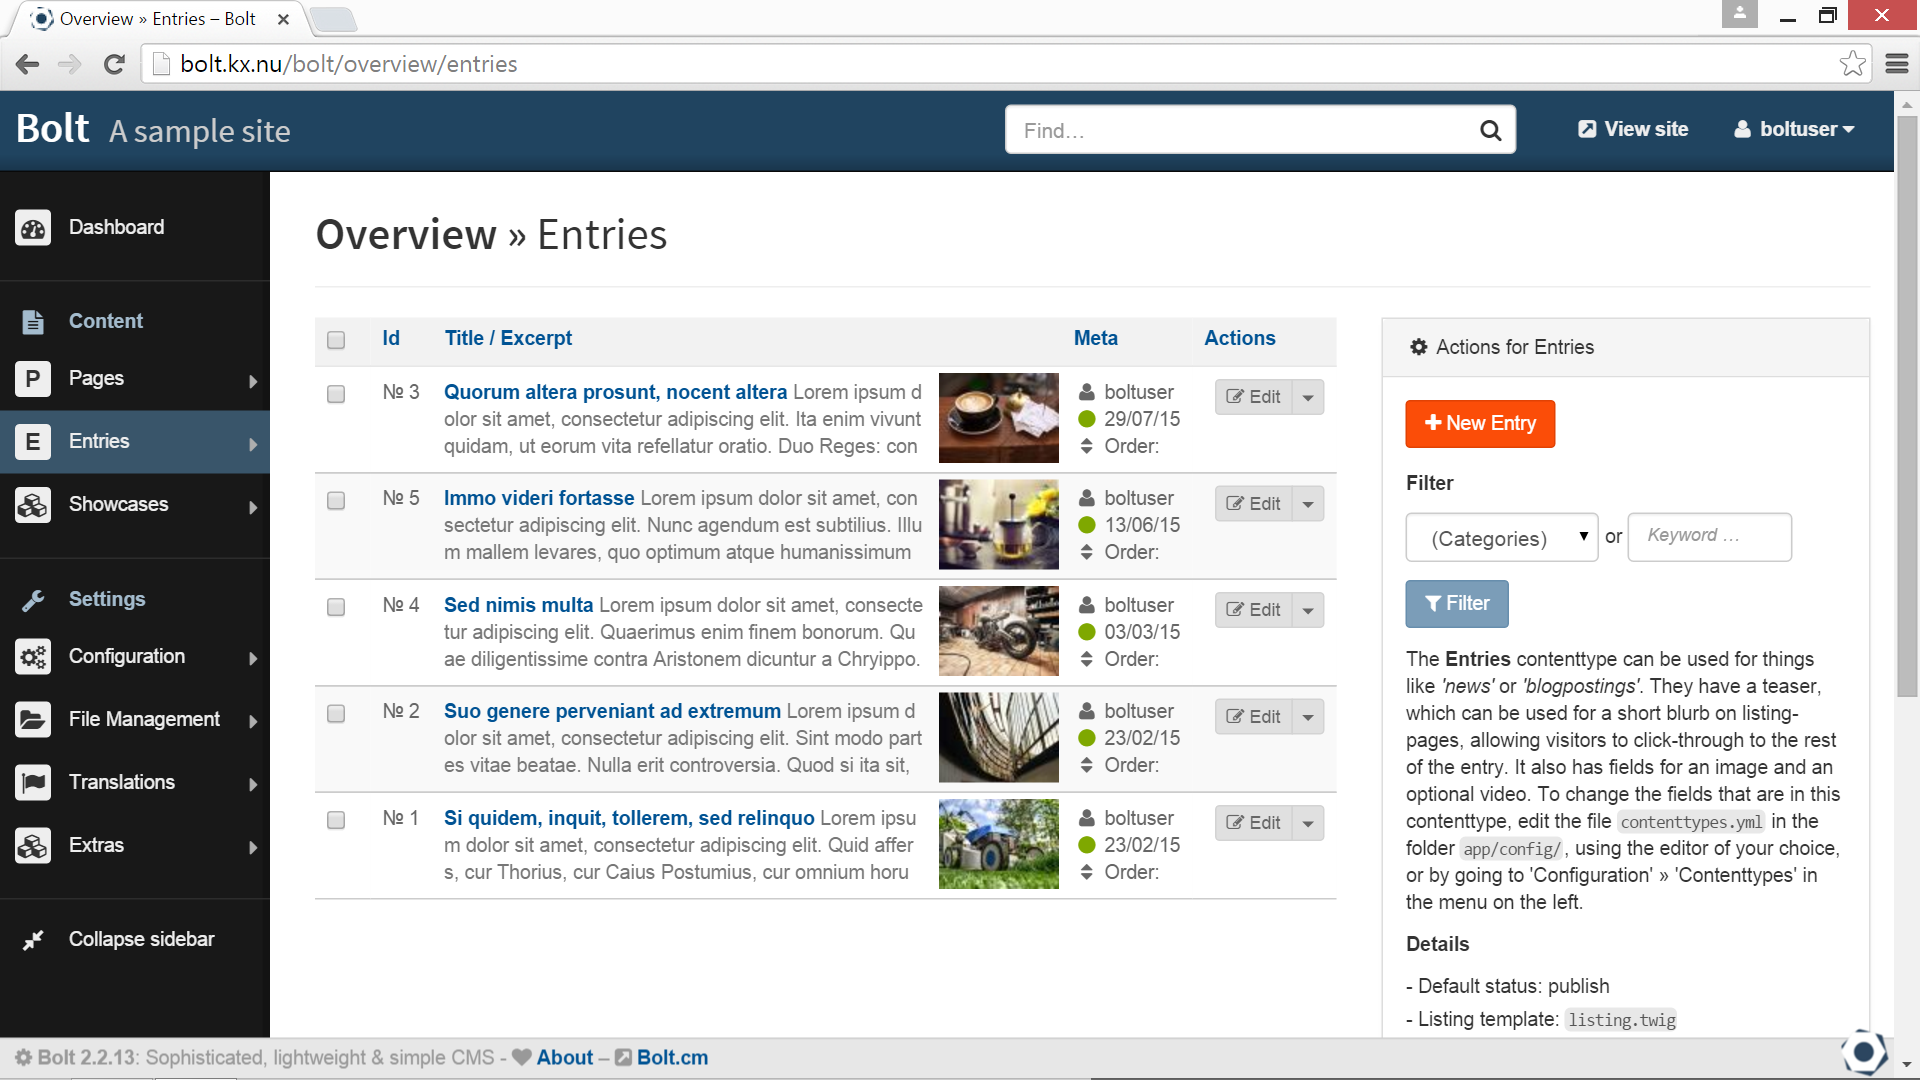 Overview » Entries – Bolt
bolt.kx.nu/bolt/overview/entries
Bolt A sample site
Find...
View site
boltuser
Dashboard
Content
P Pages
E Entries
Showcases
Settings
Configuration
File Management
Translations
Extras
Collapse sidebar
Overview » Entries
Id Title / Excerpt Meta Actions
№ 3 Quorum altera prosunt, nocent altera Lorem ipsum d
olor sit amet, consectetur adipiscing elit. Ita enim vivunt
quidam, ut eorum vita refellatur oratio. Duo Reges: con
boltuser
29/07/15
Order:
Edit
№ 5 Immo videri fortasse Lorem ipsum dolor sit amet, con
sectetur adipiscing elit. Nunc agendum est subtilius. Illu
m mallem levares, quo optimum atque humanissimum
boltuser
13/06/15
Order:
Edit
№ 4 Sed nimis multa Lorem ipsum dolor sit amet, consecte
tur adipiscing elit. Quaerimus enim finem bonorum. Qu
ae diligentissime contra Aristonem dicuntur a Chryippo.
boltuser
03/03/15
Order:
Edit
№ 2 Suo genere perveniant ad extremum Lorem ipsum d
olor sit amet, consectetur adipiscing elit. Sint modo part
es vitae beatae. Nulla erit controversia. Quod si ita sit,
boltuser
23/02/15
Order:
Edit
№ 1 Si quidem, inquit, tollerem, sed relinquo Lorem ipsu
m dolor sit amet, consectetur adipiscing elit. Quid affer
s, cur Thorius, cur Caius Postumius, cur omnium horu
boltuser
23/02/15
Order:
Edit
Actions for Entries
New Entry
Filter
(Categories) or Keyword ...
Filter
The Entries contenttype can be used for things
like 'news' or 'blogpostings'. They have a teaser,
which can be used for a short blurb on listing-
pages, allowing visitors to click-through to the rest
of the entry. It also has fields for an image and an
optional video. To change the fields that are in this
contenttype, edit the file contenttypes.yml in the
folder app/config/, using the editor of your choice,
or by going to 'Configuration' » 'Contenttypes' in
the menu on the left.
Details
- Default status: publish
- Listing template: listing.twig
Bolt 2.2.13: Sophisticated, lightweight & simple CMS - About – Bolt.cm